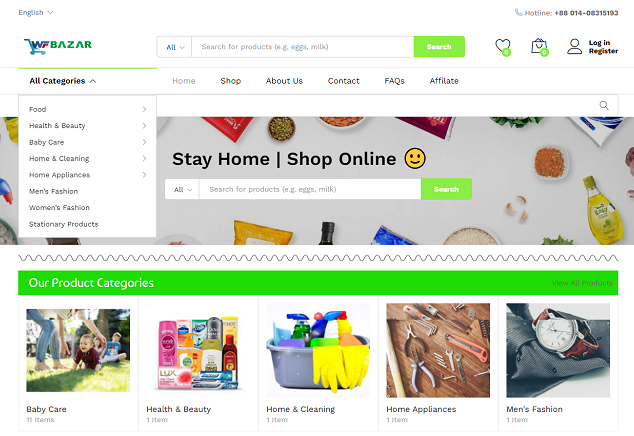 English
Hotline: +88 014-08315193
WFBAZAR
All
Search for products (e.g. eggs, milk)
Search
0
0
Log in
Register
All Categories
Home
Shop
About Us
Contact
FAQs
Affilate
Food
Health & Beauty
Baby Care
Home & Cleaning
Home Appliances
Men's Fashion
Women's Fashion
Stationary Products
Stay Home | Shop Online
All
Search for products (e.g. eggs, milk)
Search
Our Product Categories
View All Products
LUX
Baby Care
11 Items
Health & Beauty
1 Item
Home & Cleaning
1 Item
Home Appliances
1 Item
Men's Fashion
1 Item